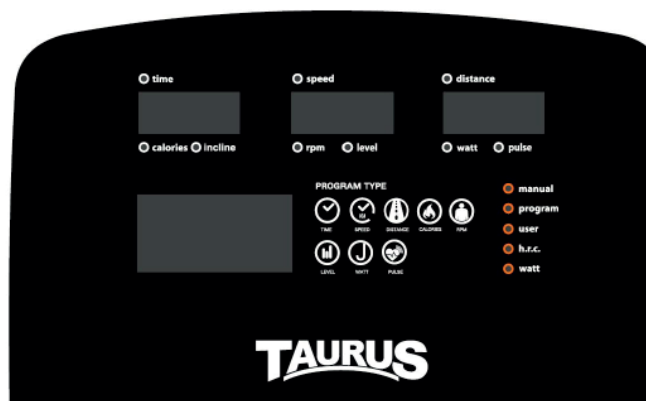 time speed distance
calories incline rpm level watt pulse
PROGRAM TYPE
manual
program
user
h.r.c.
watt
KM
TIME SPEED DISTANCE CALORIES RPM
LEVEL WATT PULSE
TAURUS